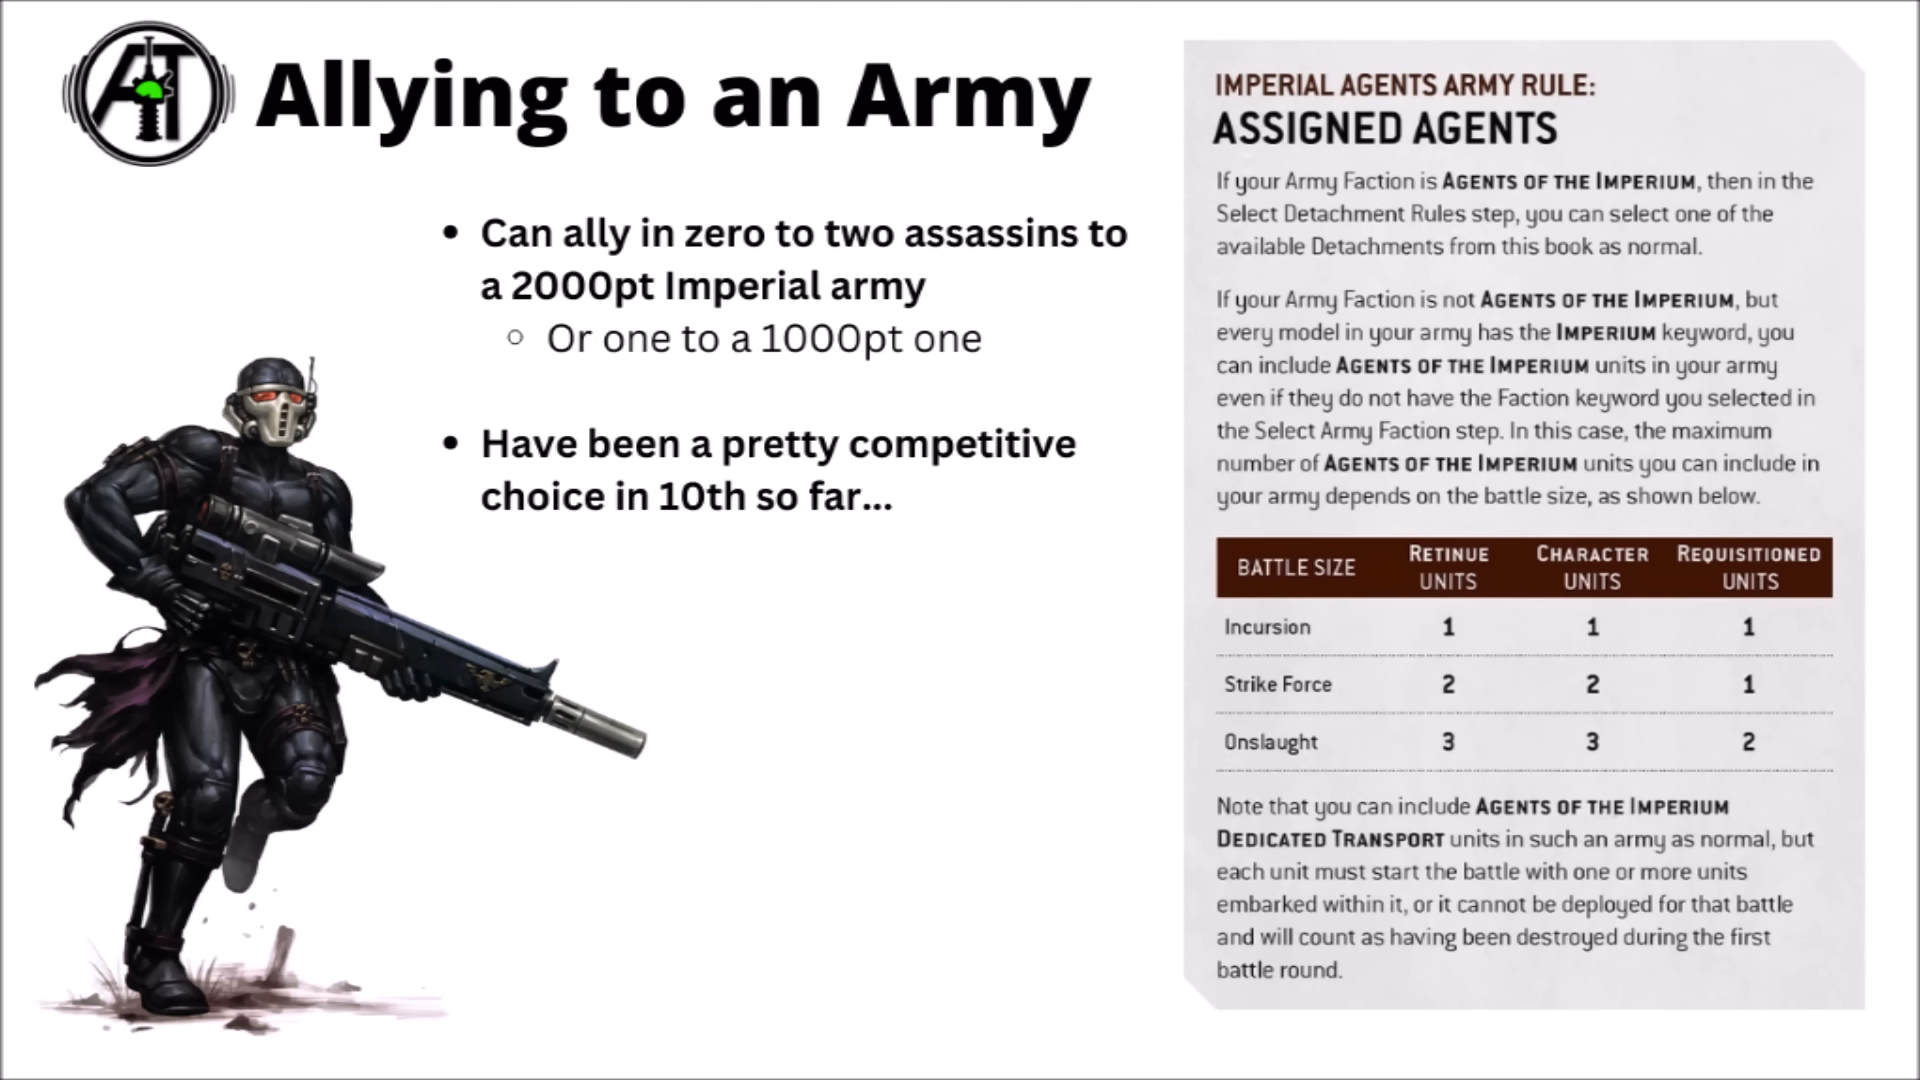 AT
Allying to an Army
• Can ally in zero to two assassins to
a 2000pt Imperial army
○ Or one to a 1000pt one
• Have been a pretty competitive
choice in 10th so far...
IMPERIAL AGENTS ARMY RULE:
ASSIGNED AGENTS
If your Army Faction is AGENTS OF THE IMPERIUM, then in the
Select Detachment Rules step, you can select one of the
available Detachments from this book as normal.
If your Army Faction is not AGENTS OF THE IMPERIUM, but
every model in your army has the IMPERIUM keyword, you
can include AGENTS OF THE IMPERIUM units in your army
even if they do not have the Faction keyword you selected in
the Select Army Faction step. In this case, the maximum
number of AGENTS OF THE IMPERIUM units you can include in
your army depends on the battle size, as shown below.
BATTLE SIZE RETINUE UNITS CHARACTER UNITS REQUISITIONED UNITS
Incursion 1 1 1
Strike Force 2 2 1
Onslaught 3 3 2
Note that you can include AGENTS OF THE IMPERIUM
DEDICATED TRANSPORT units in such an army as normal, but
each unit must start the battle with one or more units
embarked within it, or it cannot be deployed for that battle
and will count as having been destroyed during the first
battle round.